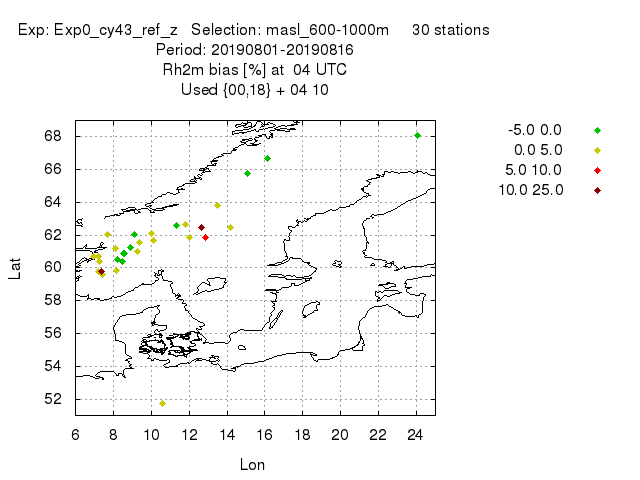 Exp: Exp0_cy43_ref_z   Selection: masl_600-1000m     30 stations
Period: 20190801-20190816
Rh2m bias [%] at  04 UTC
Used {00,18} + 04 10
-5.0 0.0
0.0 5.0
5.0 10.0
10.0 25.0
68
66
64
62
60
58
56
54
52
Lat
6 8 10 12 14 16 18 20 22 24
Lon